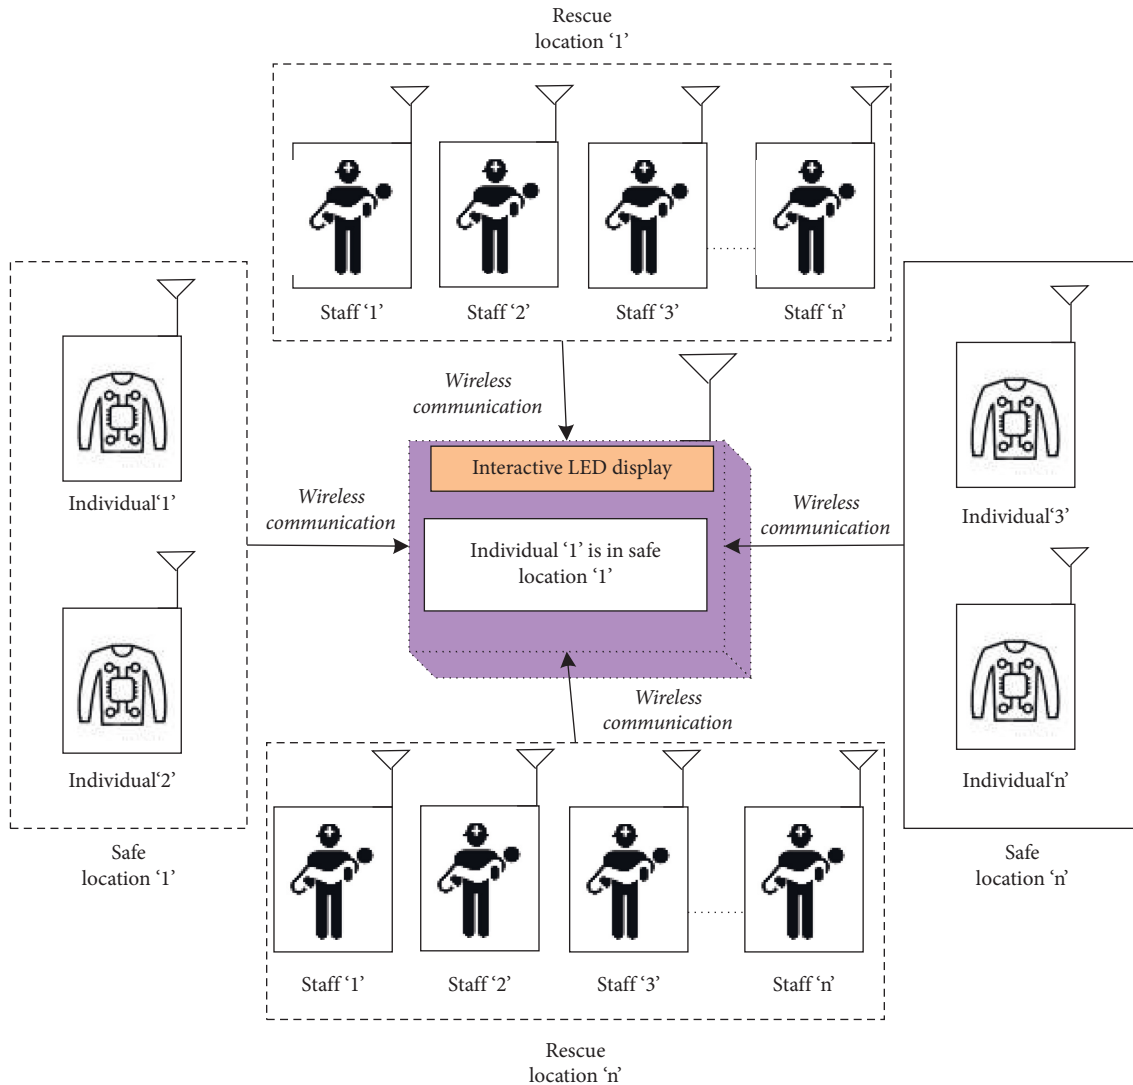 Rescue
location ‘1’
Staff ‘1’
Staff ‘2’
Staff ‘3’
Staff ‘n’
Wireless
communication
Individual‘1’
Individual‘2’
Safe
location ‘1’
Wireless
communication
Interactive LED display
Individual ‘1’ is in safe
location ‘1’
Wireless
communication
Individual‘3’
Individual‘n’
Safe
location ‘n’
Wireless
communication
Staff ‘1’
Staff ‘2’
Staff ‘3’
Staff ‘n’
Rescue
location ‘n’